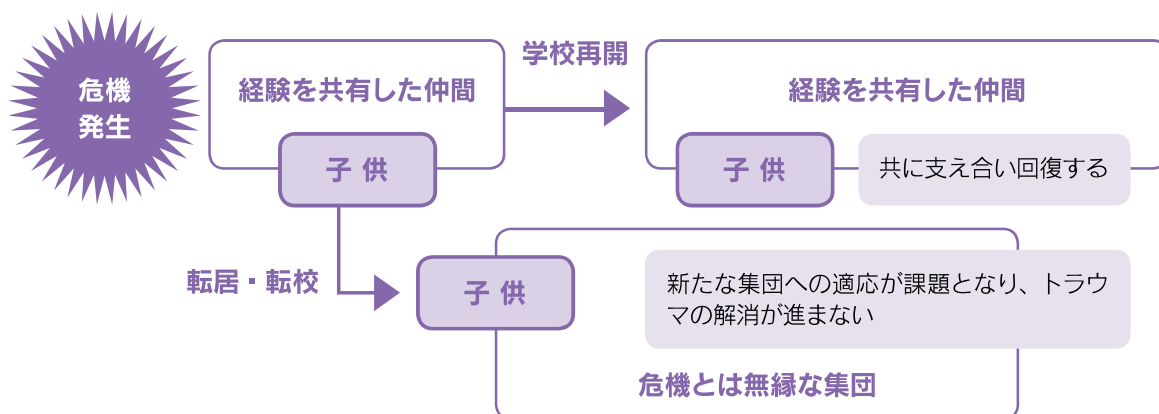 危機
発生
経験を共有した仲間
子 供
学校再開
経験を共有した仲間
子 供
共に支え合い回復する
転居・転校
子 供
新たな集団への適応が課題となり、トラウ
マの解消が進まない
危機とは無縁な集団